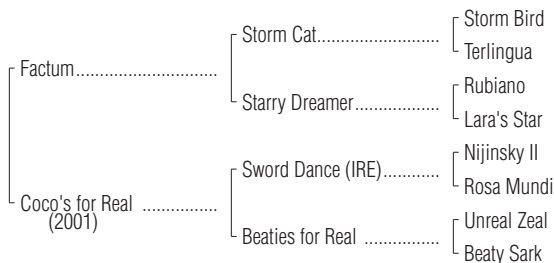 Storm Bird
Storm Cat..................................
Terlingua
Factum.......................................
Rubiano
Starry Dreamer.......................
Lara's Star
Nijinsky II
Sword Dance (IRE)...............
Rosa Mundi
Coco's for Real ....................
(2001)
Unreal Zeal
Beaties for Real ....................
Beaty Sark